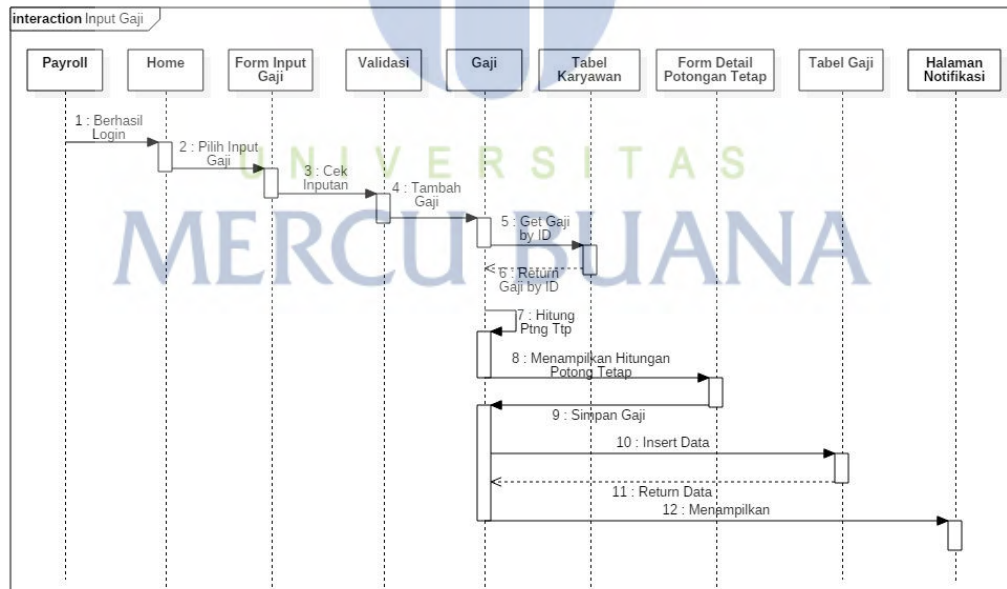 interaction Input Gaji
Payroll
Home
Form Input
Gaji
Validasi
Gaji
Tabel
Karyawan
Form Detail
Potongan Tetap
Tabel Gaji
Halaman
Notifikasi
1 : Berhasil
Login
2 : Pilih Input
Gaji
UNIVERSITAS
3 : Cek
Inputan
4 : Tambah
Gaji
MERCU BUANA
5 : Get Gaji
by ID
6 : Return
Gaji by ID
7 : Hitung
Ptng Ttp
8 : Menampilkan Hitungan
Potong Tetap
9 : Simpan Gaji
10 : Insert Data
11 : Return Data
12 : Menampilkan